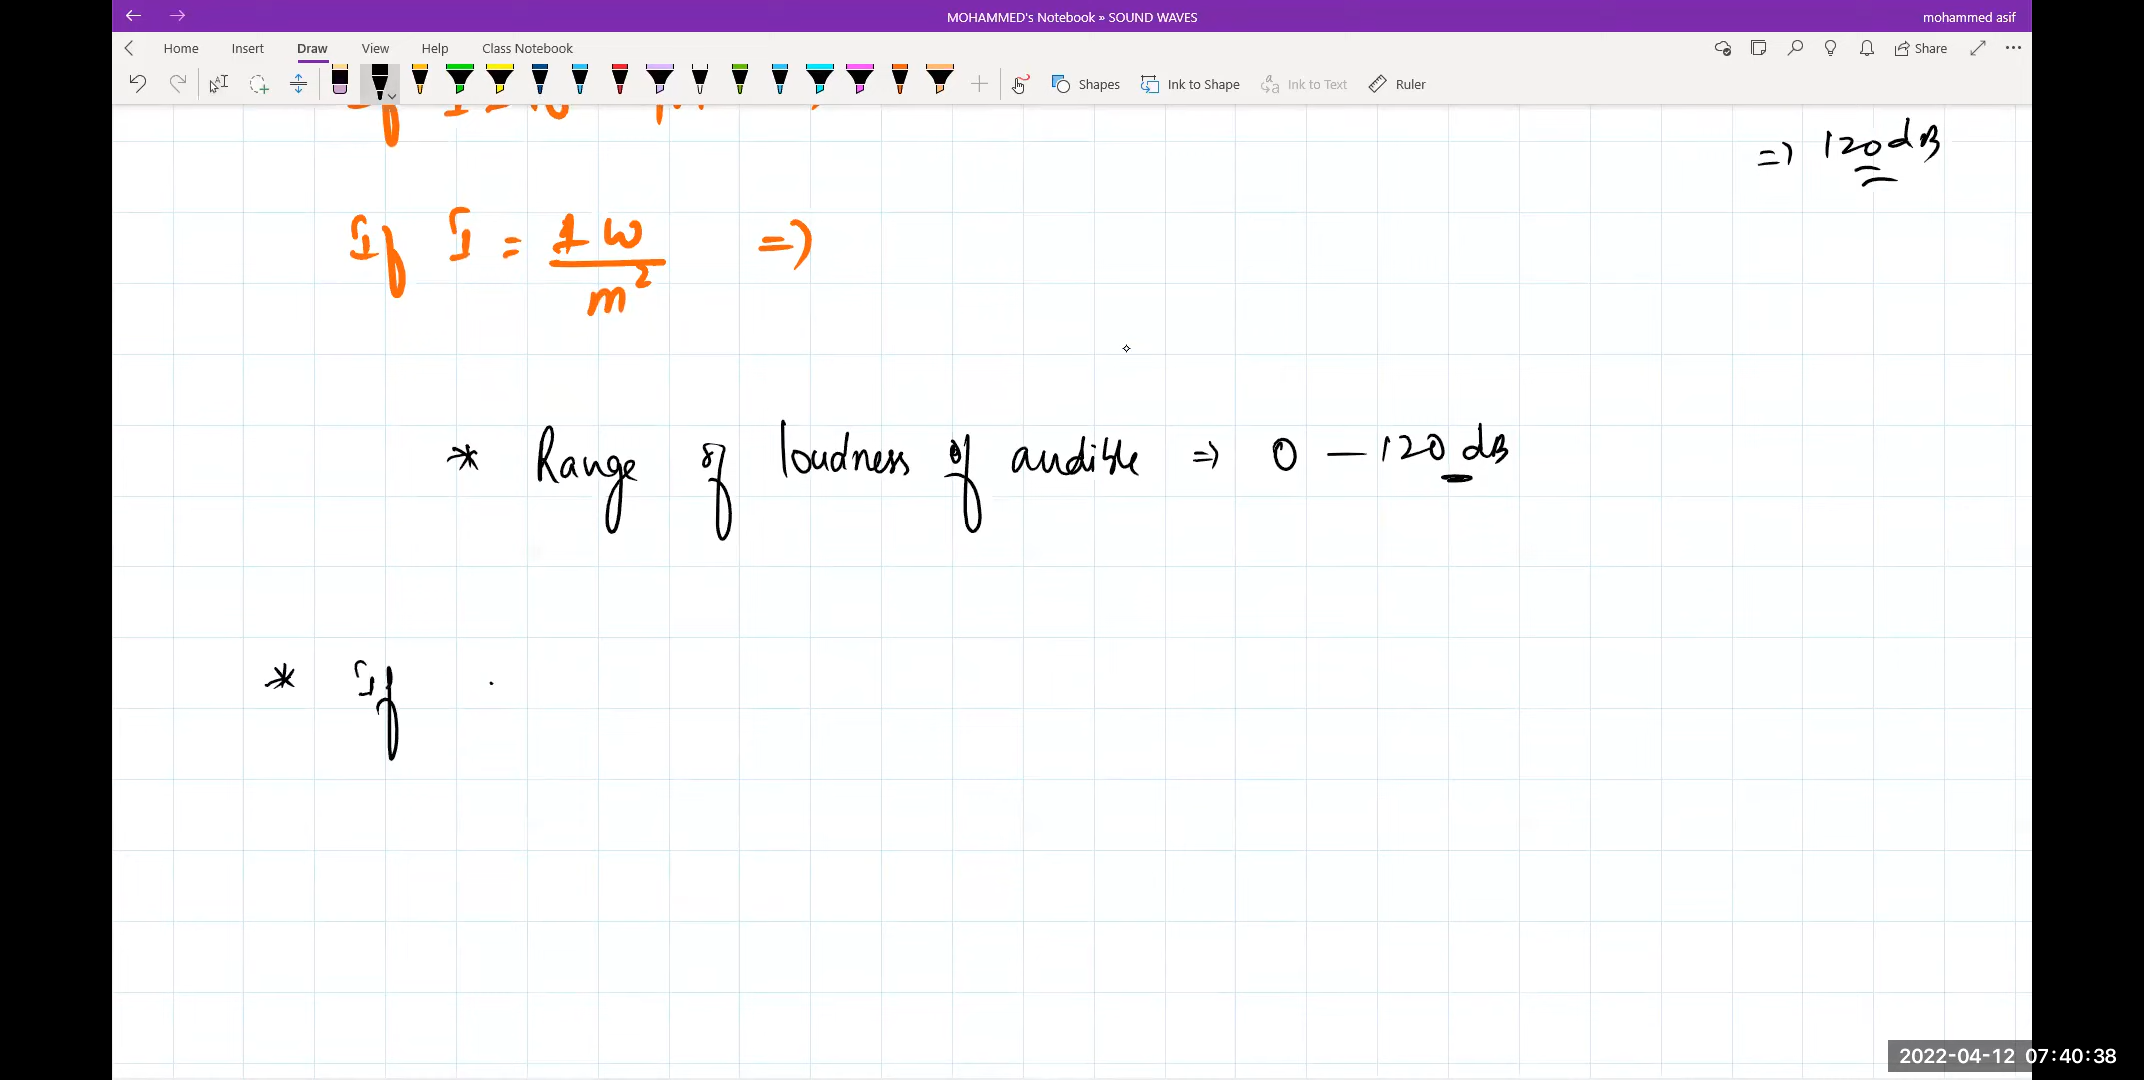 MOHAMMED's Notebook » SOUND WAVES
mohammed asif
Home Insert Draw View Help Class Notebook
Share
Shapes Ink to Shape Ink to Text Ruler
=> 120 dB
If I = 1 W / m² =>
* Range of loudness of audible => 0 — 120 dB
* If
2022-04-12 07:40:38